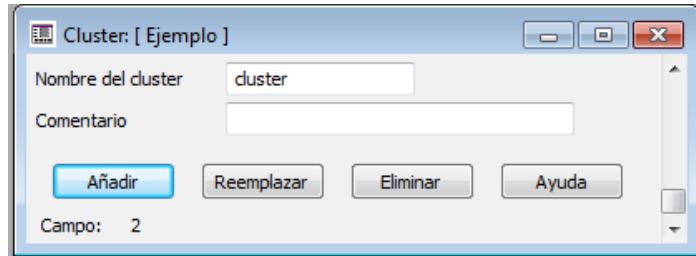 Cluster: [ Ejemplo ]
Nombre del cluster cluster
Comentario
Añadir Reemplazar Eliminar Ayuda
Campo: 2